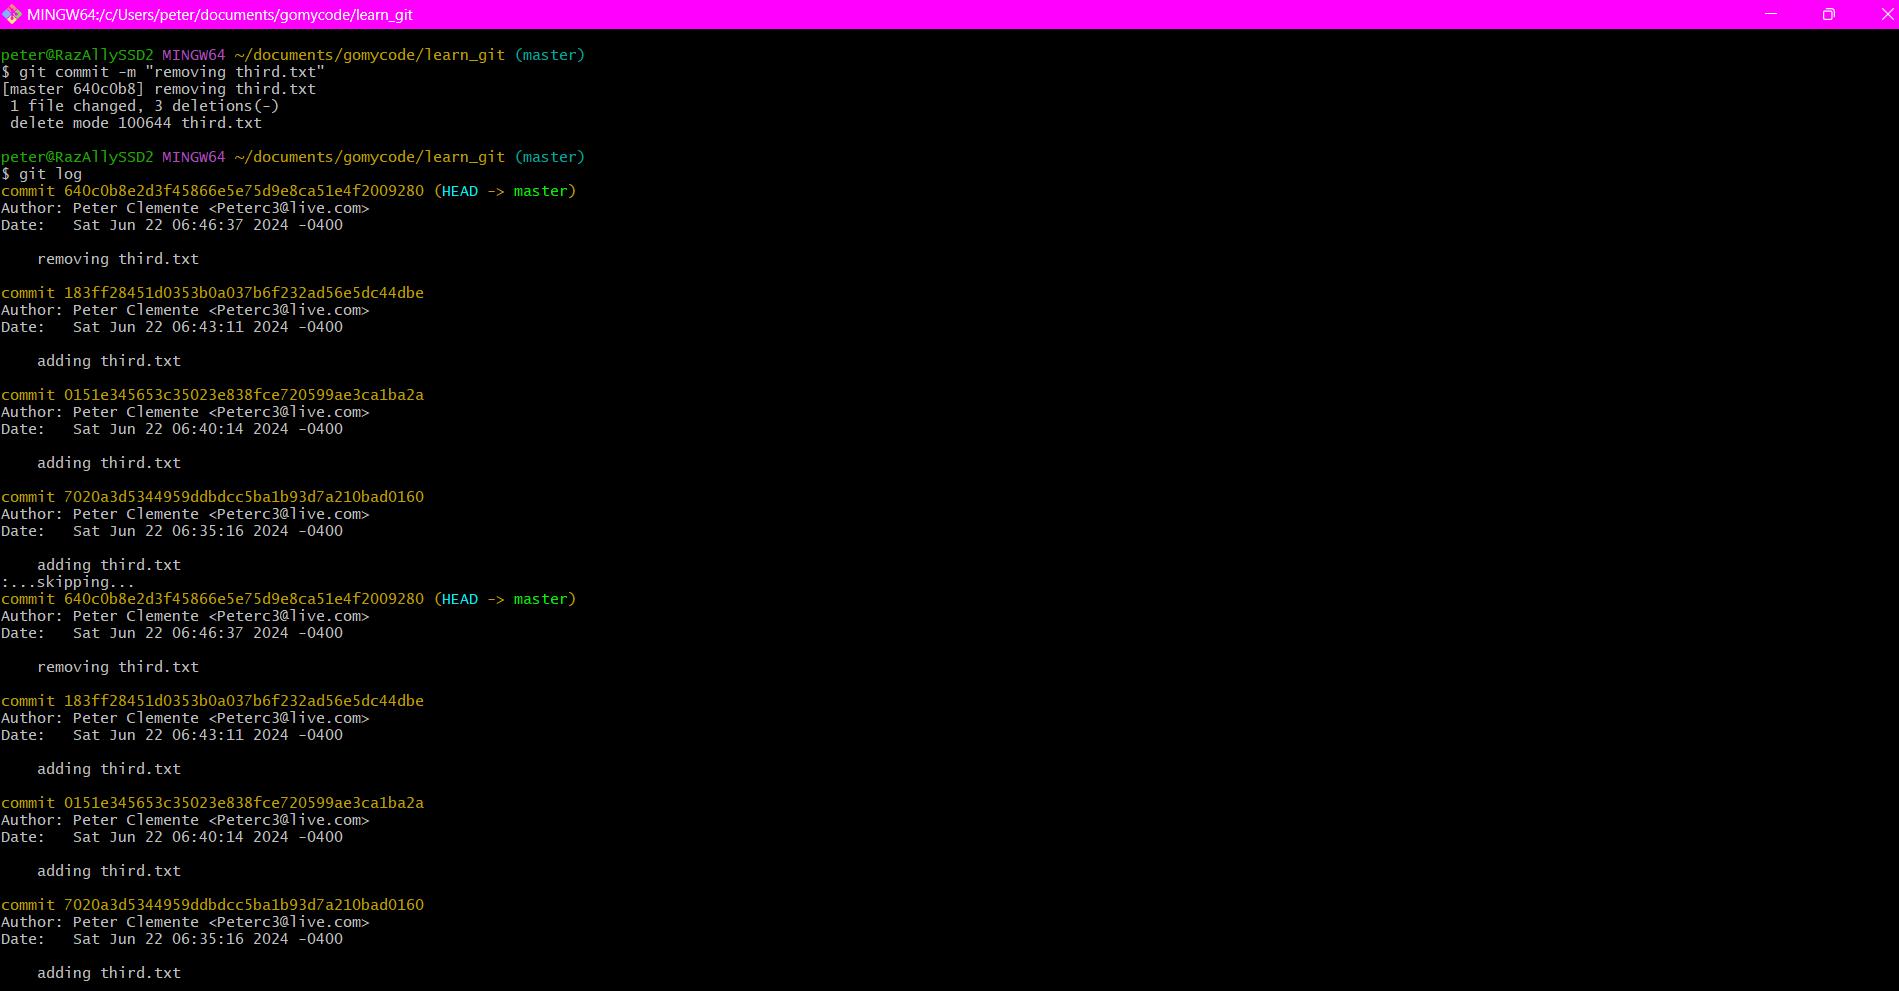 MINGW64:/c/Users/peter/documents/gomycode/learn_git
peter@RazAllySSD2 MINGW64 ~/documents/gomycode/learn_git (master)
$ git commit -m "removing third.txt"
[master 640c0b8] removing third.txt
 1 file changed, 3 deletions(-)
 delete mode 100644 third.txt
peter@RazAllySSD2 MINGW64 ~/documents/gomycode/learn_git (master)
$ git log
commit 640c0b8e2d3f45866e5e75d9e8ca51e4f2009280 (HEAD -> master)
Author: Peter Clemente <Peterc3@live.com>
Date:   Sat Jun 22 06:46:37 2024 -0400
    removing third.txt
commit 183ff28451d0353b0a037b6f232ad56e5dc44dbe
Author: Peter Clemente <Peterc3@live.com>
Date:   Sat Jun 22 06:43:11 2024 -0400
    adding third.txt
commit 0151e345653c35023e838fce720599ae3ca1ba2a
Author: Peter Clemente <Peterc3@live.com>
Date:   Sat Jun 22 06:40:14 2024 -0400
    adding third.txt
commit 7020a3d5344959ddbdcc5ba1b93d7a210bad0160
Author: Peter Clemente <Peterc3@live.com>
Date:   Sat Jun 22 06:35:16 2024 -0400
    adding third.txt
:...skipping...
commit 640c0b8e2d3f45866e5e75d9e8ca51e4f2009280 (HEAD -> master)
Author: Peter Clemente <Peterc3@live.com>
Date:   Sat Jun 22 06:46:37 2024 -0400
    removing third.txt
commit 183ff28451d0353b0a037b6f232ad56e5dc44dbe
Author: Peter Clemente <Peterc3@live.com>
Date:   Sat Jun 22 06:43:11 2024 -0400
    adding third.txt
commit 0151e345653c35023e838fce720599ae3ca1ba2a
Author: Peter Clemente <Peterc3@live.com>
Date:   Sat Jun 22 06:40:14 2024 -0400
    adding third.txt
commit 7020a3d5344959ddbdcc5ba1b93d7a210bad0160
Author: Peter Clemente <Peterc3@live.com>
Date:   Sat Jun 22 06:35:16 2024 -0400
    adding third.txt